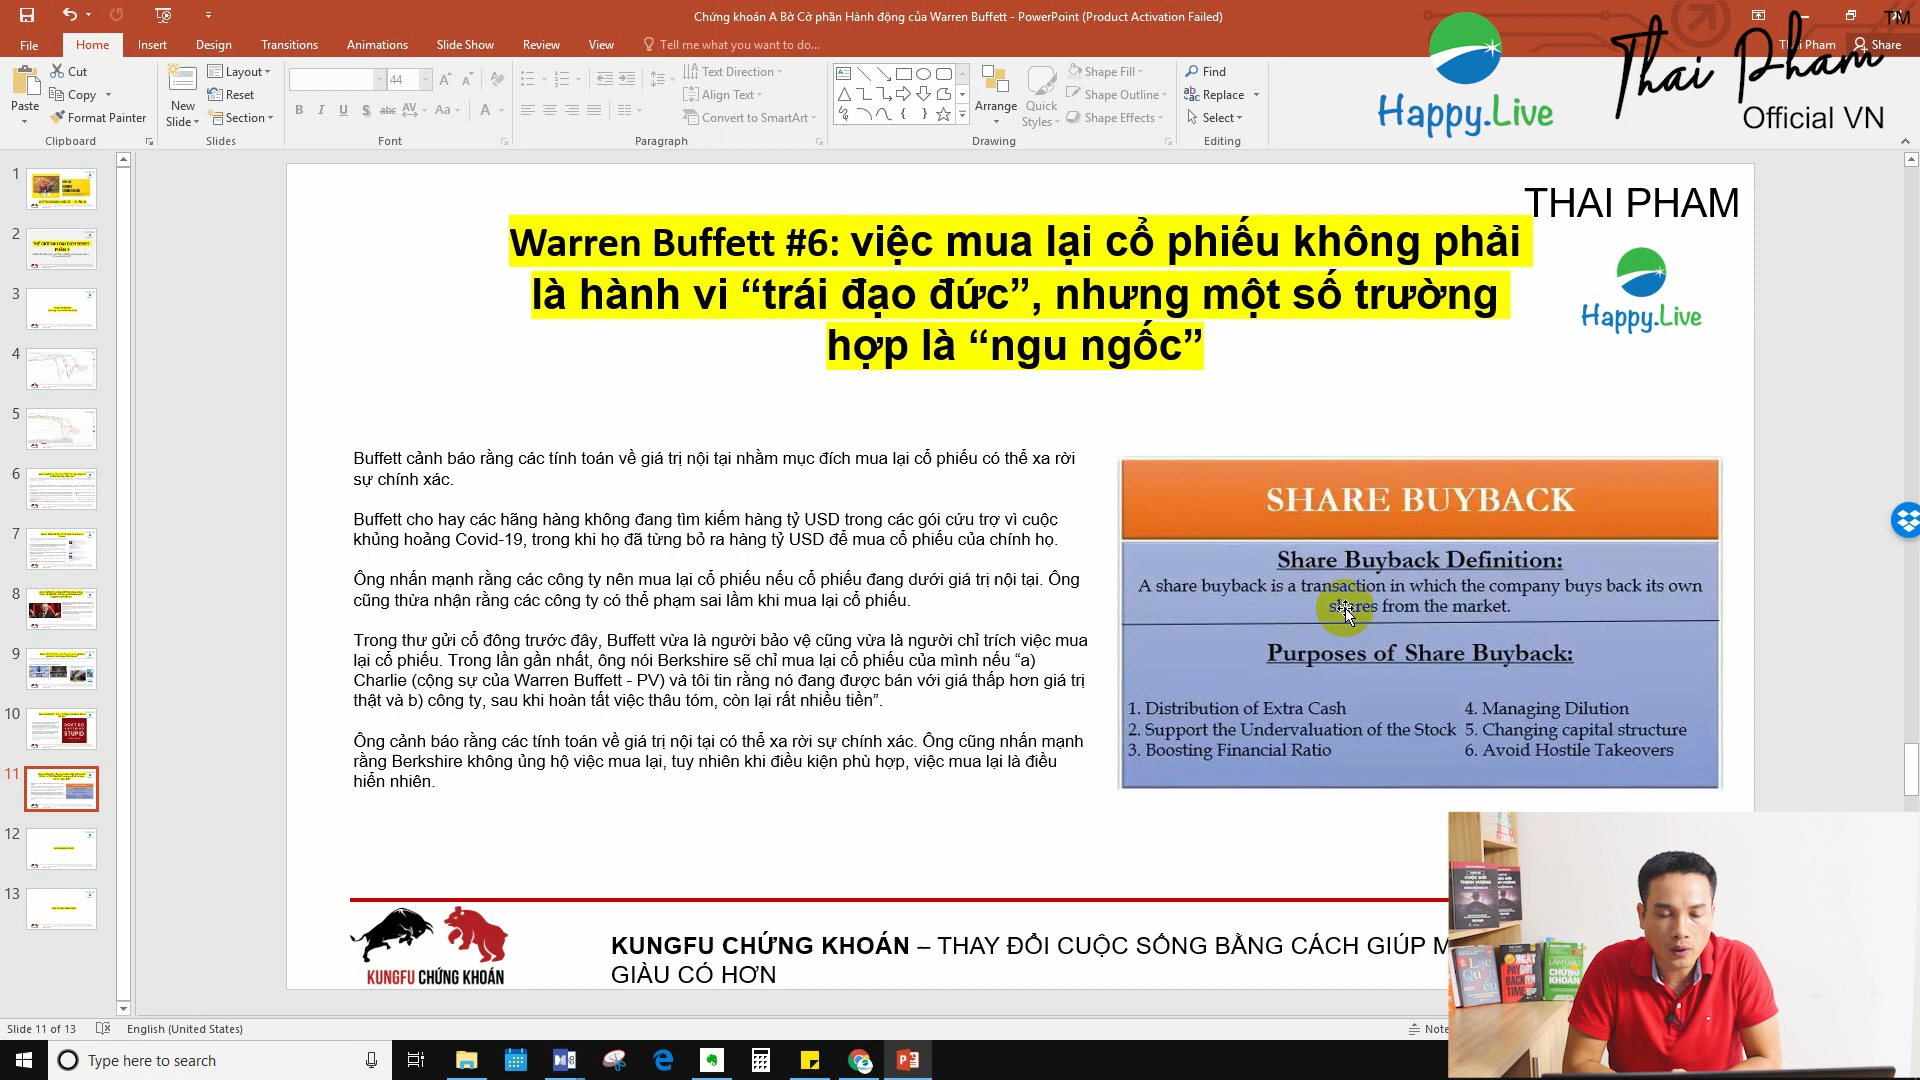 Chứng khoán A Bờ Cờ phần Hành động của Warren Buffett - PowerPoint (Product Activation Failed)
File
Home
Insert
Design
Transitions
Animations
Slide Show
Review
View
Tell me what you want to do...
Thai Pham
Share
Happy.Live
Thai Pham
TM
Official VN
Paste
Cut
Copy
Format Painter
Clipboard
New
Slide
Layout
Reset
Section
Slides
44
Font
Text Direction
Align Text
Convert to SmartArt
Paragraph
Arrange
Quick
Styles
Shape Fill
Shape Outline
Shape Effects
Drawing
Find
Replace
Select
Editing
1
2
3
4
5
6
7
8
9
10
11
12
13
THAI PHAM
Happy.Live
Warren Buffett #6: việc mua lại cổ phiếu không phải
là hành vi “trái đạo đức”, nhưng một số trường
hợp là “ngu ngốc”
Buffett cảnh báo rằng các tính toán về giá trị nội tại nhằm mục đích mua lại cổ phiếu có thể xa rời
sự chính xác.
Buffett cho hay các hãng hàng không đang tìm kiếm hàng tỷ USD trong các gói cứu trợ vì cuộc
khủng hoảng Covid-19, trong khi họ đã từng bỏ ra hàng tỷ USD để mua cổ phiếu của chính họ.
Ông nhấn mạnh rằng các công ty nên mua lại cổ phiếu nếu cổ phiếu đang dưới giá trị nội tại. Ông
cũng thừa nhận rằng các công ty có thể phạm sai lầm khi mua lại cổ phiếu.
Trong thư gửi cổ đông trước đây, Buffett vừa là người bảo vệ cũng vừa là người chỉ trích việc mua
lại cổ phiếu. Trong lần gần nhất, ông nói Berkshire sẽ chỉ mua lại cổ phiếu của mình nếu “a)
Charlie (cộng sự của Warren Buffett - PV) và tôi tin rằng nó đang được bán với giá thấp hơn giá trị
thật và b) công ty, sau khi hoàn tất việc thâu tóm, còn lại rất nhiều tiền”.
Ông cảnh báo rằng các tính toán về giá trị nội tại có thể xa rời sự chính xác. Ông cũng nhấn mạnh
rằng Berkshire không ủng hộ việc mua lại, tuy nhiên khi điều kiện phù hợp, việc mua lại là điều
hiển nhiên.
SHARE BUYBACK
Share Buyback Definition:
A share buyback is a transaction in which the company buys back its own
shares from the market.
Purposes of Share Buyback:
1. Distribution of Extra Cash
2. Support the Undervaluation of the Stock
3. Boosting Financial Ratio
4. Managing Dilution
5. Changing capital structure
6. Avoid Hostile Takeovers
KUNGFU CHỨNG KHOÁN
KUNGFU CHỨNG KHOÁN – THAY ĐỔI CUỘC SỐNG BẰNG CÁCH GIÚP M
GIÀU CÓ HƠN
Slide 11 of 13
English (United States)
Note
Type here to search